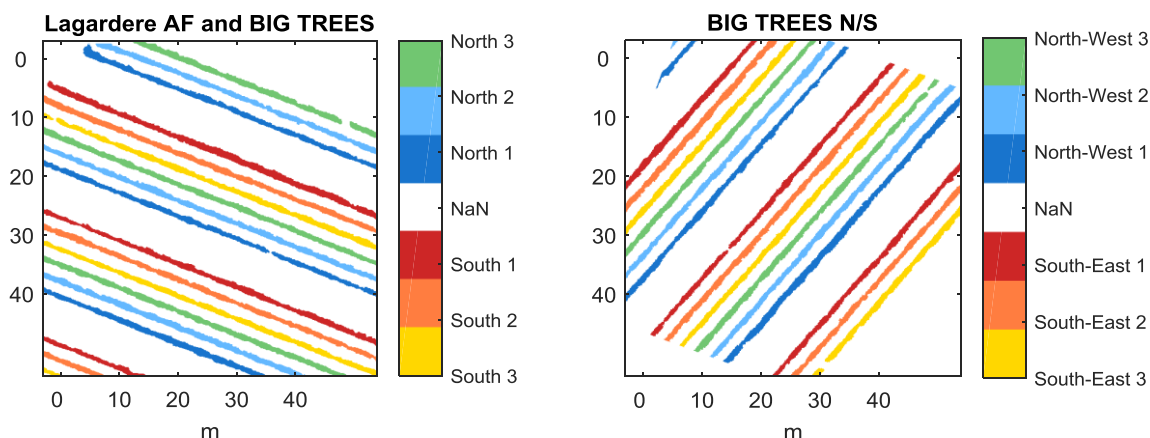 Lagardere AF and BIG TREES
0
10
20
30
40
0 10 20 30 40
m
North 3
North 2
North 1
NaN
South 1
South 2
South 3
BIG TREES N/S
0
10
20
30
40
0 10 20 30 40
m
North-West 3
North-West 2
North-West 1
NaN
South-East 1
South-East 2
South-East 3